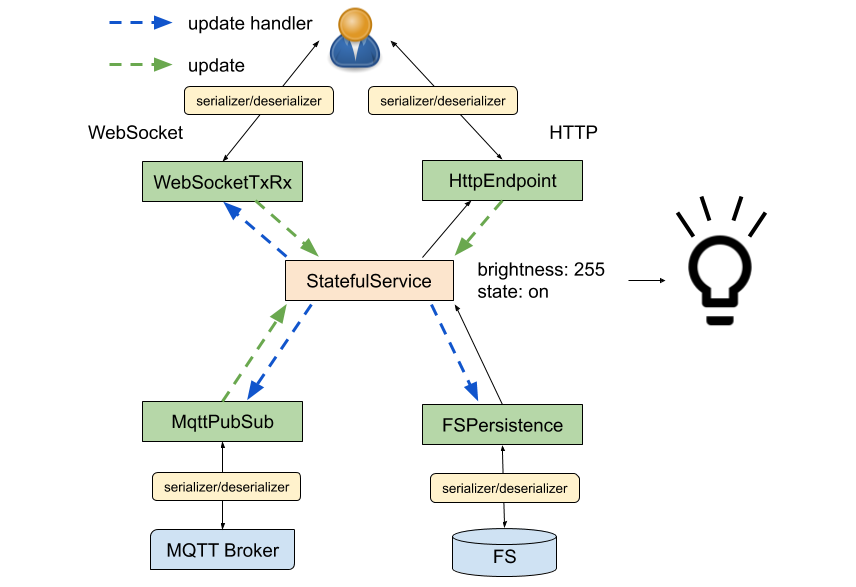 update handler
update
serializer/deserializer
serializer/deserializer
WebSocket
HTTP
WebSocketTxRx
HttpEndpoint
StatefulService
brightness: 255
state: on
MqttPubSub
FSPersistence
serializer/deserializer
serializer/deserializer
MQTT Broker
FS